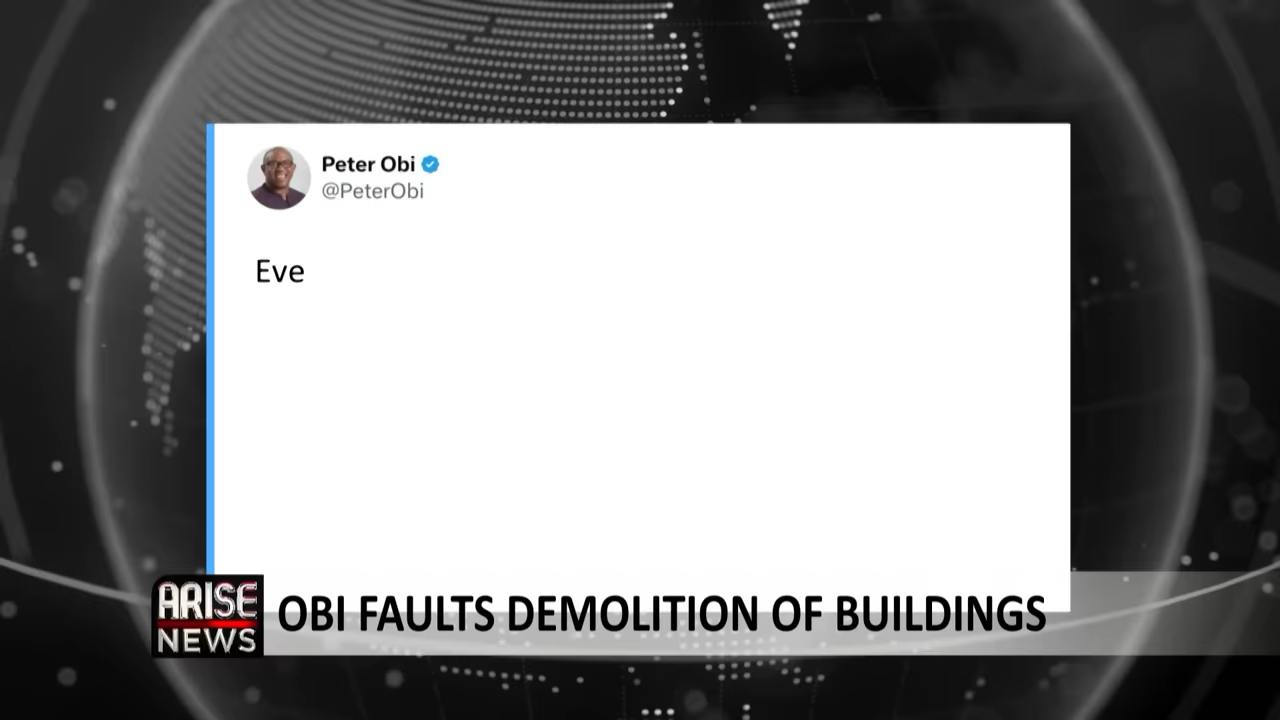 Peter Obi
@PeterObi
Eve
ARISE
NEWS
OBI FAULTS DEMOLITION OF BUILDINGS